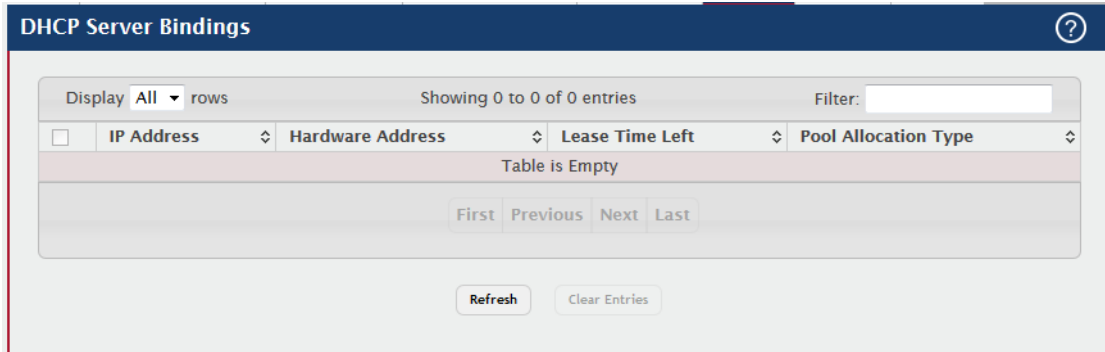 DHCP Server Bindings ?
Display All rows Showing 0 to 0 of 0 entries Filter:
IP Address Hardware Address Lease Time Left Pool Allocation Type
Table is Empty
First Previous Next Last
Refresh Clear Entries